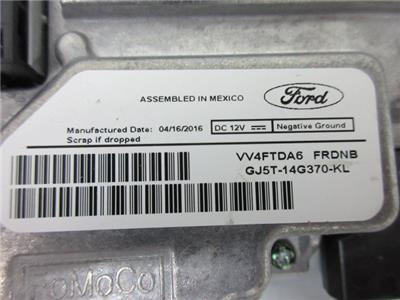 ASSEMBLED IN MEXICO
Ford
Manufactured Date: 04/16/2016
DC 12V Negative Ground
Scrap if dropped
VV4FTDA6 FRDNB
GJ5T-14G370-KL
FoMoCo